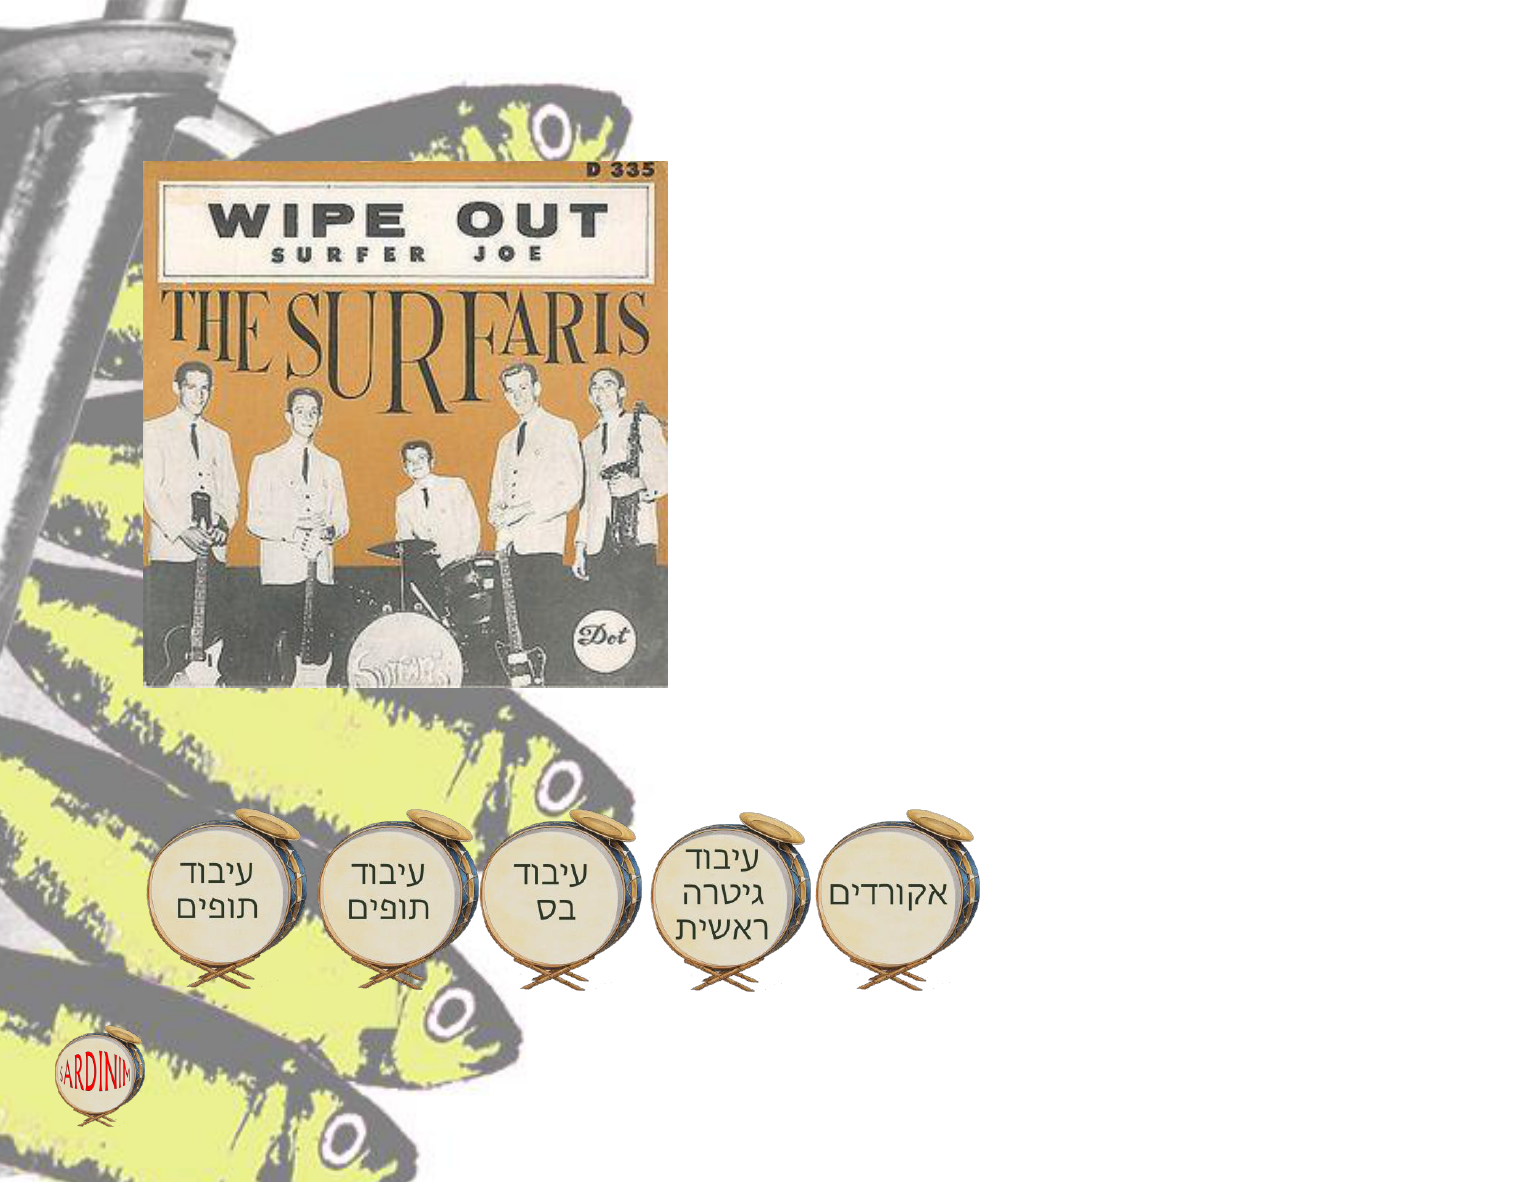 D 335
WIPE OUT
SURFER JOE
THE SURFARIS
Dot
עיבוד
תופים
עיבוד
תופים
עיבוד
בס
עיבוד
גיטרה
ראשית
אקורדים
SARDINIM